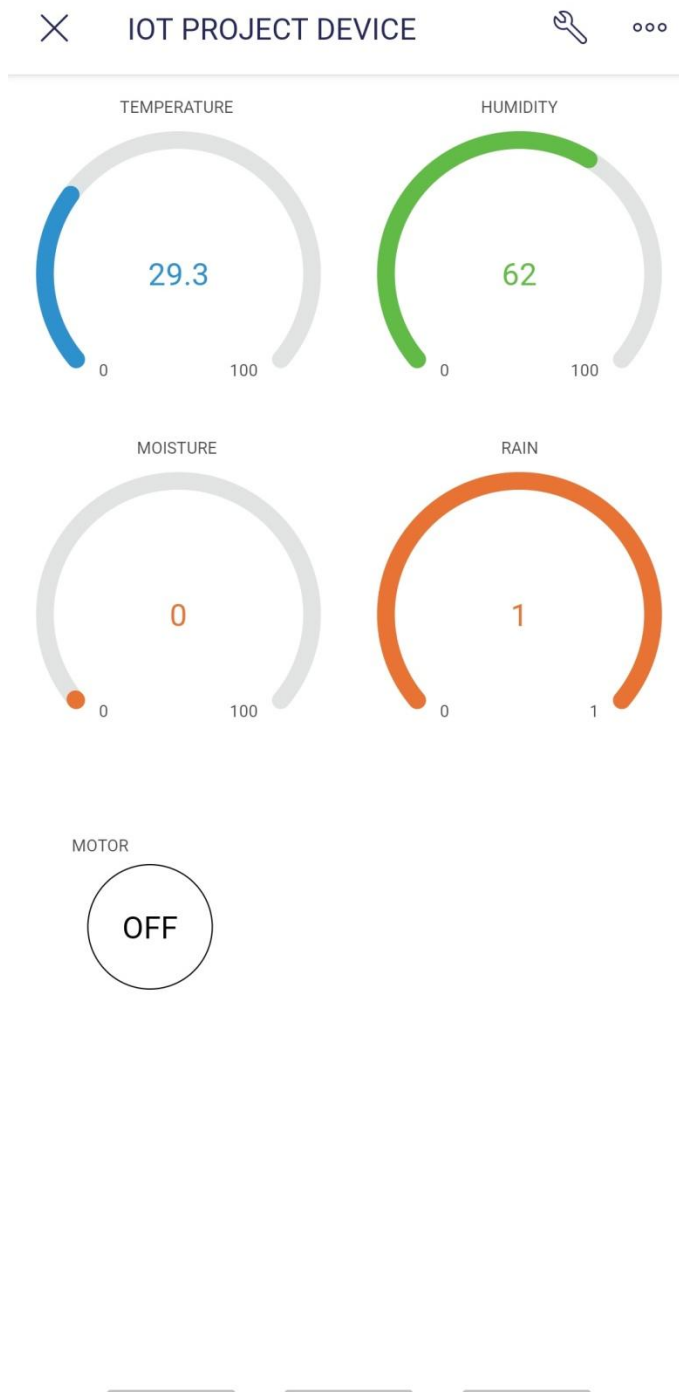 IOT PROJECT DEVICE
TEMPERATURE
29.3
0 100
HUMIDITY
62
0 100
MOISTURE
0
0 100
RAIN
1
0 1
MOTOR
OFF